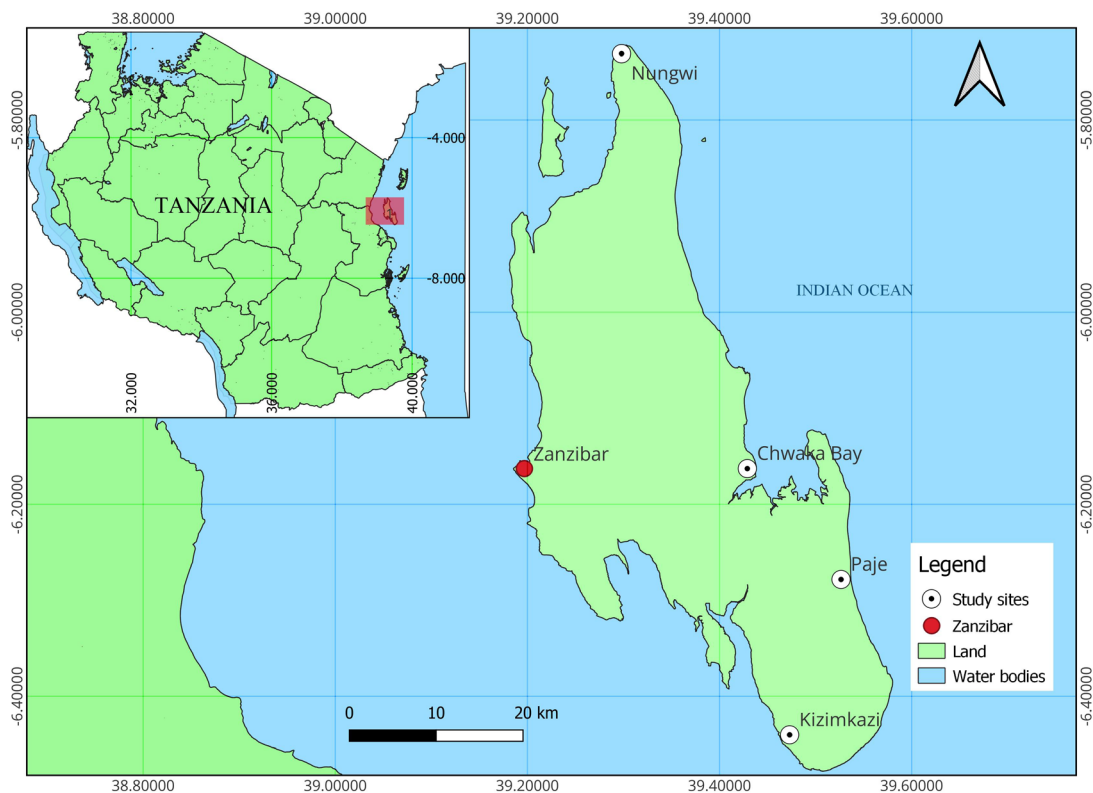 38.80000
39.00000
39.20000
39.40000
39.60000
-5.80000
-6.00000
-6.20000
-6.40000
TANZANIA
-4.000
-8.000
32.000
36.000
40.000
Nungwi
INDIAN OCEAN
Zanzibar
Chwaka Bay
Paje
Kizimkazi
0 10 20 km
Legend
Study sites
Zanzibar
Land
Water bodies
-5.80000
-6.00000
-6.20000
-6.40000
38.80000
39.00000
39.20000
39.40000
39.60000